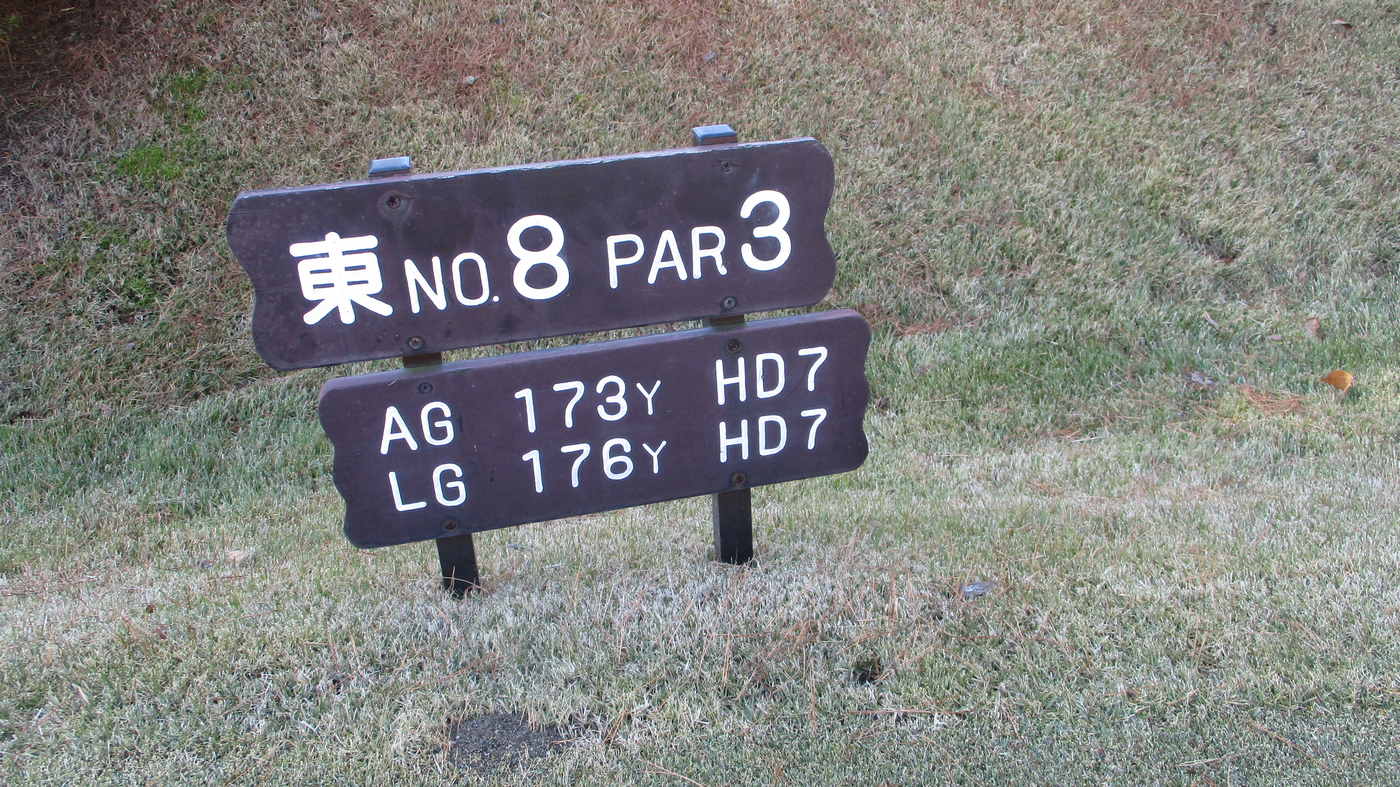 東 NO. 8 PAR 3
AG 173Y HD7
LG 176Y HD7